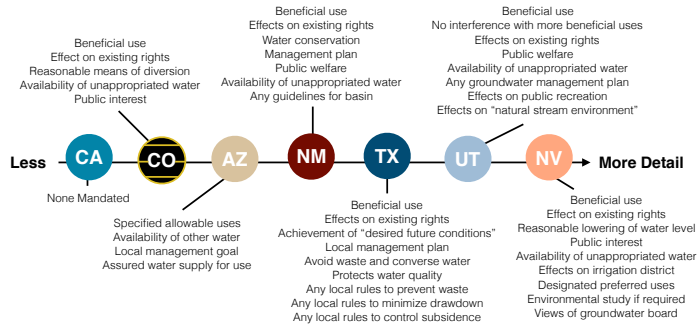 Beneficial use
Effect on existing rights
Reasonable means of diversion
Availability of unappropriated water
Public interest
Beneficial use
Effects on existing rights
Water conservation
Management plan
Public welfare
Availability of unappropriated water
Any guidelines for basin
Beneficial use
No interference with more beneficial uses
Effects on existing rights
Public welfare
Availability of unappropriated water
Any groundwater management plan
Effects on public recreation
Effects on “natural stream environment”
Less
CA
CO
AZ
NM
TX
UT
NV
More Detail
None Mandated
Specified allowable uses
Availability of other water
Local management goal
Assured water supply for use
Beneficial use
Effects on existing rights
Achievement of “desired future conditions”
Local management plan
Avoid waste and converse water
Protects water quality
Any local rules to prevent waste
Any local rules to minimize drawdown
Any local rules to control subsidence
Beneficial use
Effect on existing rights
Reasonable lowering of water level
Public interest
Availability of unappropriated water
Effects on irrigation district
Designated preferred uses
Environmental study if required
Views of groundwater board